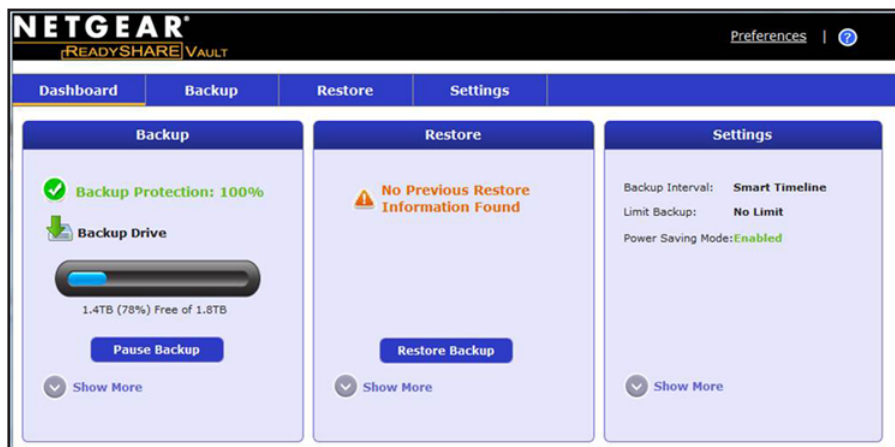 NETGEAR®
READYSHARE VAULT
Preferences | ?
Dashboard Backup Restore Settings
Backup
Backup Protection: 100%
Backup Drive
1.4TB (78%) Free of 1.8TB
Pause Backup
Show More
Restore
No Previous Restore
Information Found
Restore Backup
Show More
Settings
Backup Interval: Smart Timeline
Limit Backup: No Limit
Power Saving Mode:Enabled
Show More